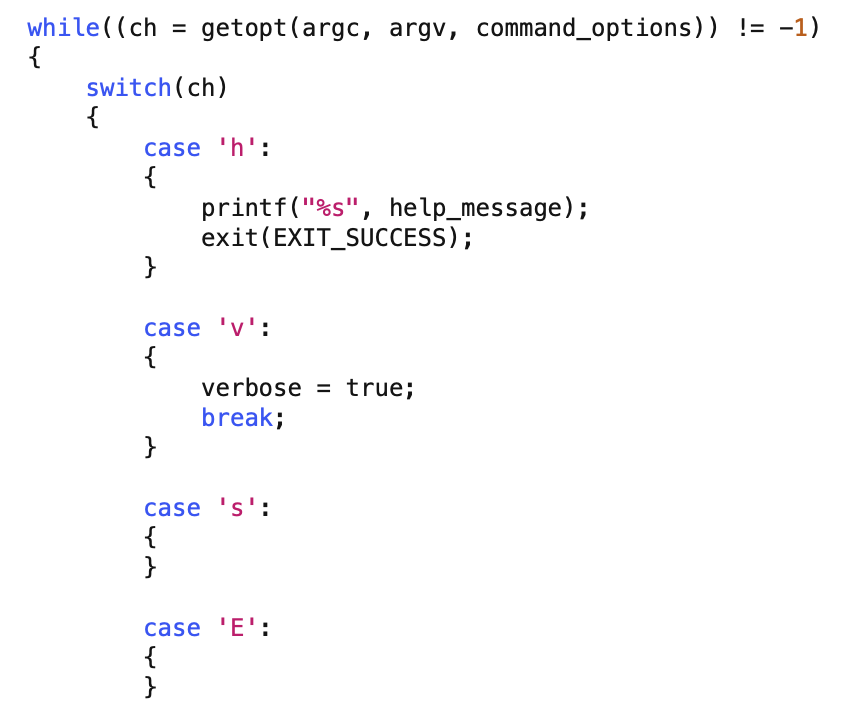 while((ch = getopt(argc, argv, command_options)) != -1)
{
    switch(ch)
    {
        case 'h':
        {
            printf("%s", help_message);
            exit(EXIT_SUCCESS);
        }

        case 'v':
        {
            verbose = true;
            break;
        }

        case 's':
        {
        }

        case 'E':
        {
        }